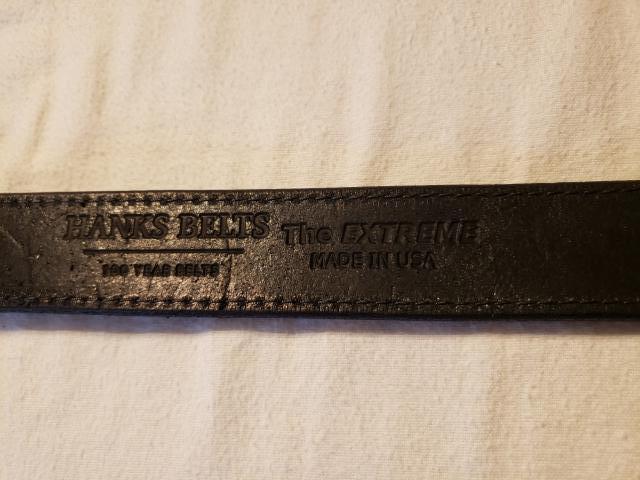 HANKS BELTS
100 YEAR BELTS
The EXTREME
MADE IN USA